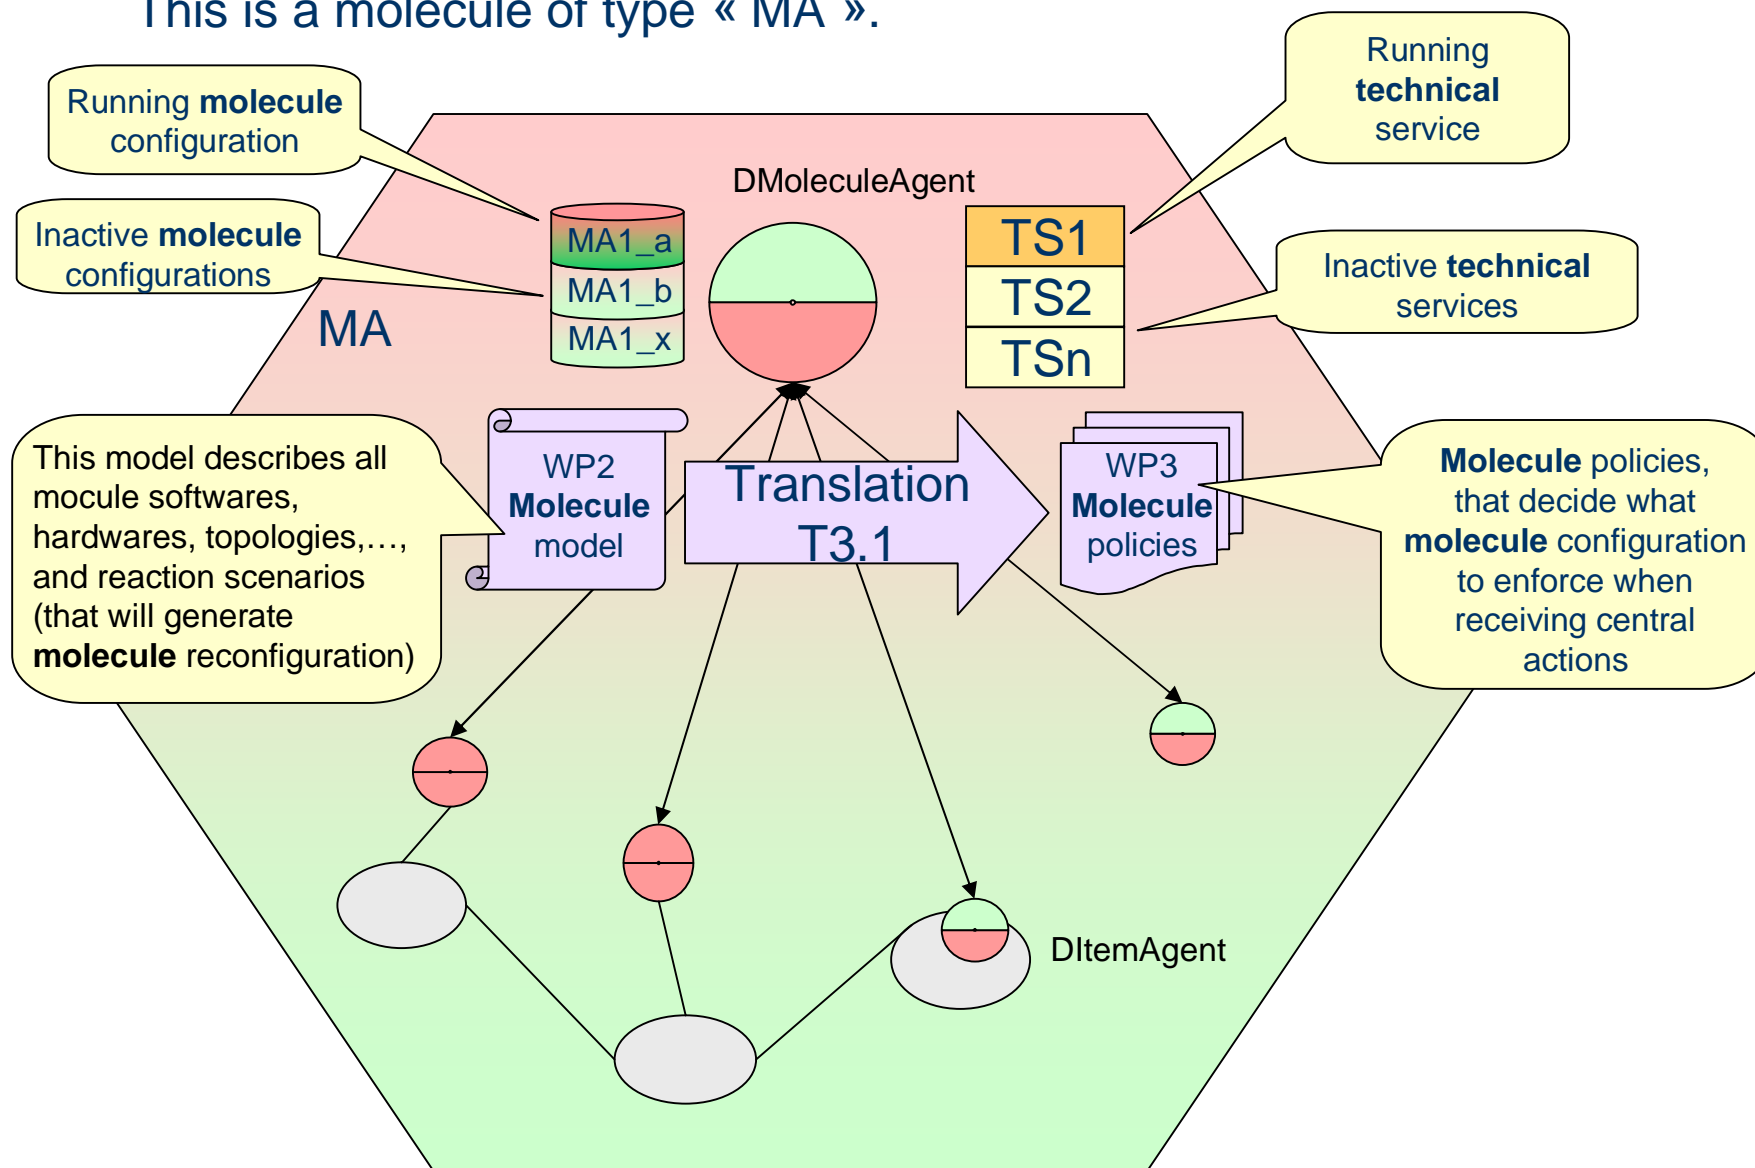 This is a molecule of type « MA ».
Running molecule
configuration
Running
technical
service
DMoleculeAgent
Inactive molecule
configurations
MA1_a
MA1_b
MA1_x
TS1
TS2
TSn
Inactive technical
services
MA
This model describes all
mocule softwares,
hardwares, topologies,…,
and reaction scenarios
(that will generate
molecule reconfiguration)
WP2
Molecule
model
Translation
T3.1
WP3
Molecule
policies
Molecule policies,
that decide what
molecule configuration
to enforce when
receiving central
actions
DItemAgent